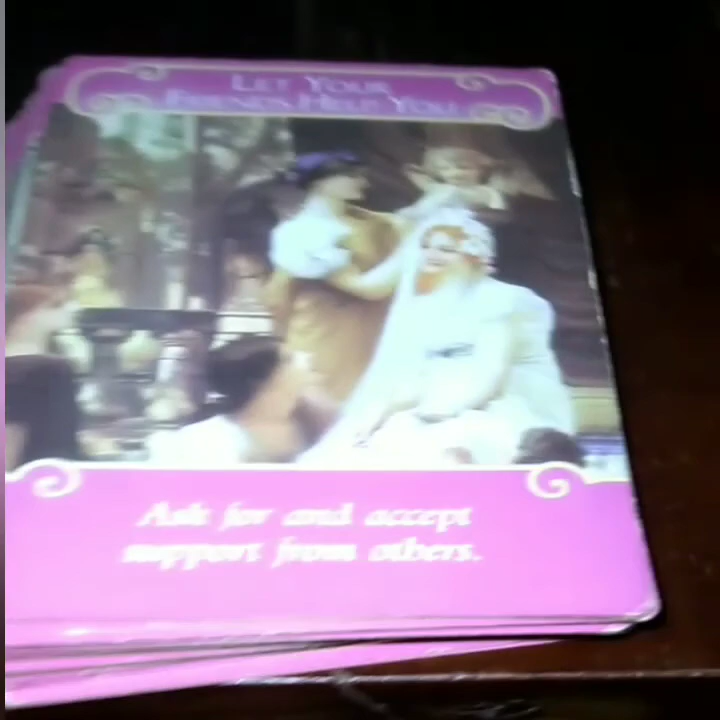 LET YOUR
FRIENDS HELP YOU
Ask for and accept
support from others.